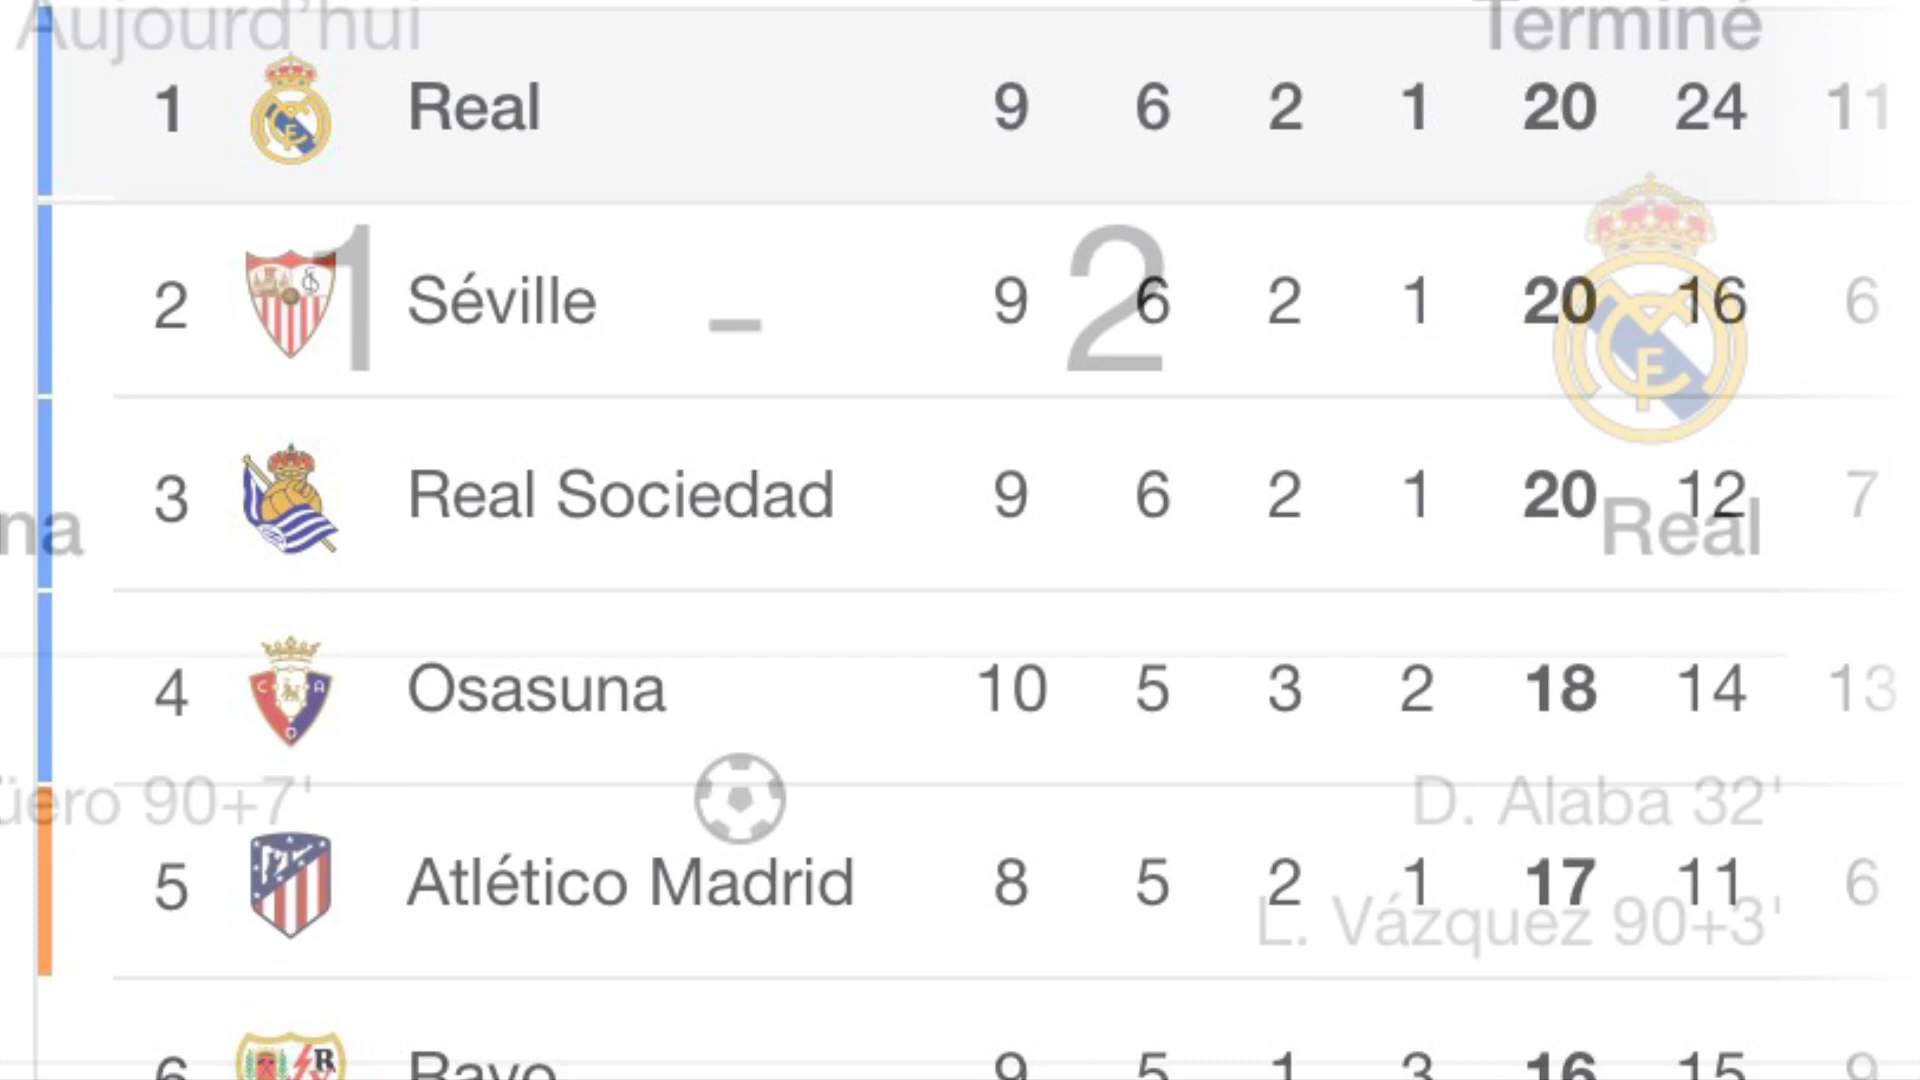 Aujourd'hui Terminé
1 Real 9 6 2 1 20 24 11
2 Séville 9 6 2 1 20 16 6
1 - 2
3 Real Sociedad 9 6 2 1 20 12 7
na Real
4 Osasuna 10 5 3 2 18 14 13
üero 90+7' D. Alaba 32'
5 Atlético Madrid 8 5 2 1 17 11 6
L. Vázquez 90+3'
6 Rayo 9 5 1 3 16 15 9